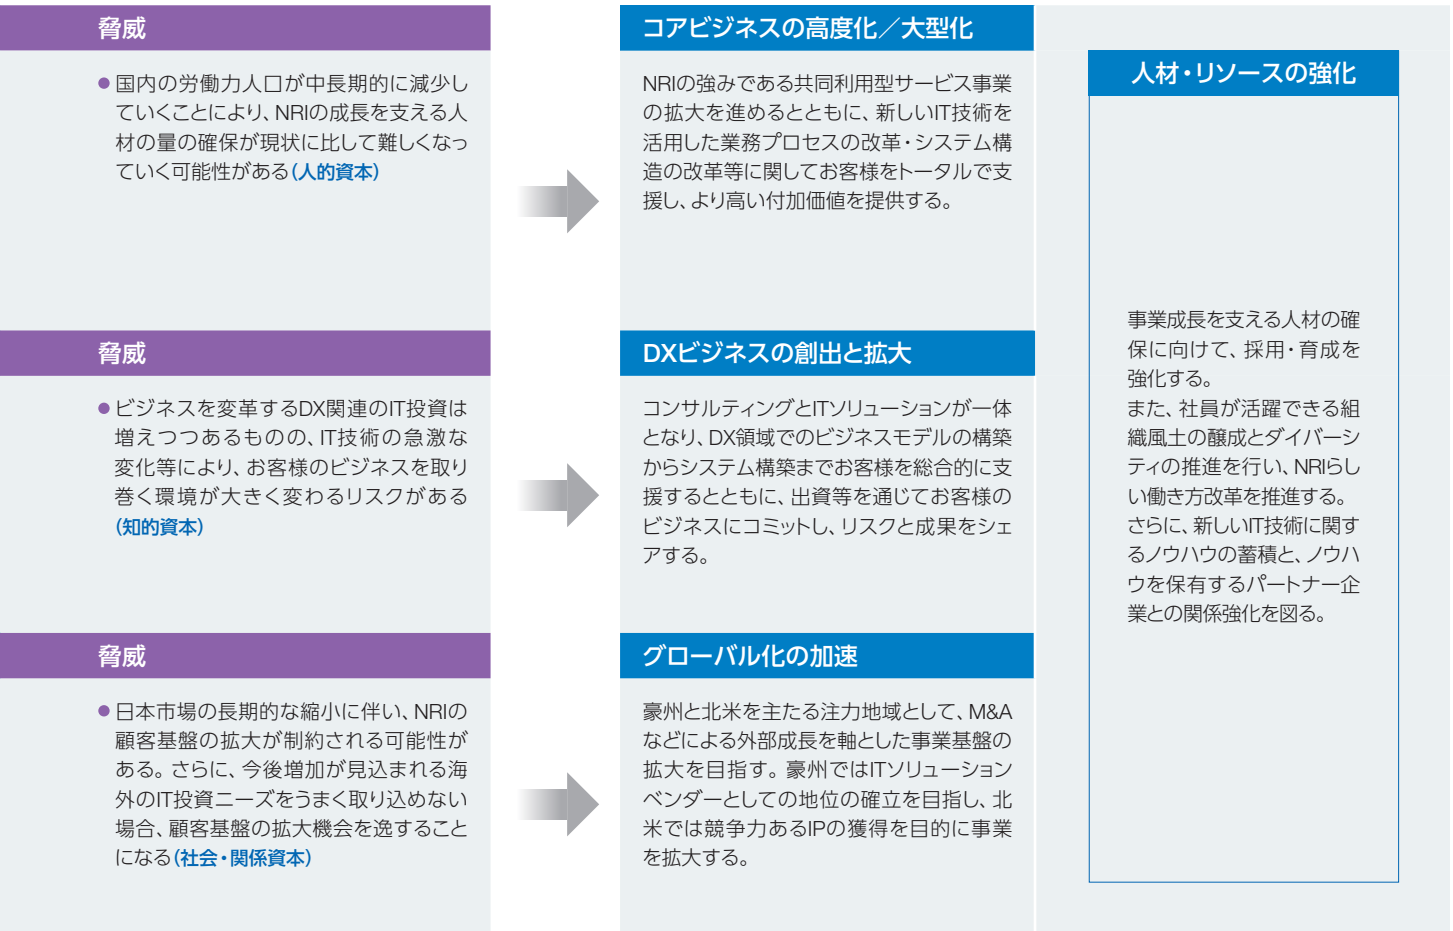 脅威
●国内の労働力人口が中長期的に減少し
ていくことにより、NRIの成長を支える人
材の量の確保が現状に比して難しくなっ
ていく可能性がある(人的資本)
コアビジネスの高度化／大型化
NRIの強みである共同利用型サービス事業
の拡大を進めるとともに、新しいIT技術を
活用した業務プロセスの改革・システム構
造の改革等に関してお客様をトータルで支
援し、より高い付加価値を提供する。
脅威
●ビジネスを変革するDX関連のIT投資は
増えつつあるものの、IT技術の急激な
変化等により、お客様のビジネスを取り
巻く環境が大きく変わるリスクがある
(知的資本)
DXビジネスの創出と拡大
コンサルティングとITソリューションが一体
となり、DX領域でのビジネスモデルの構築
からシステム構築までお客様を総合的に支
援するとともに、出資等を通じてお客様の
ビジネスにコミットし、リスクと成果をシェ
アする。
脅威
●日本市場の長期的な縮小に伴い、NRIの
顧客基盤の拡大が制約される可能性が
ある。さらに、今後増加が見込まれる海
外のIT投資ニーズをうまく取り込めない
場合、顧客基盤の拡大機会を逸すること
になる(社会・関係資本)
グローバル化の加速
豪州と北米を主たる注力地域として、M&A
などによる外部成長を軸とした事業基盤の
拡大を目指す。豪州ではITソリューション
ベンダーとしての地位の確立を目指し、北
米では競争力あるIPの獲得を目的に事業
を拡大する。
人材・リソースの強化
事業成長を支える人材の確
保に向けて、採用・育成を
強化する。
また、社員が活躍できる組
織風土の醸成とダイバーシ
ティの推進を行い、NRIらし
い働き方改革を推進する。
さらに、新しいIT技術に関す
るノウハウの蓄積と、ノウハ
ウを保有するパートナー企
業との関係強化を図る。